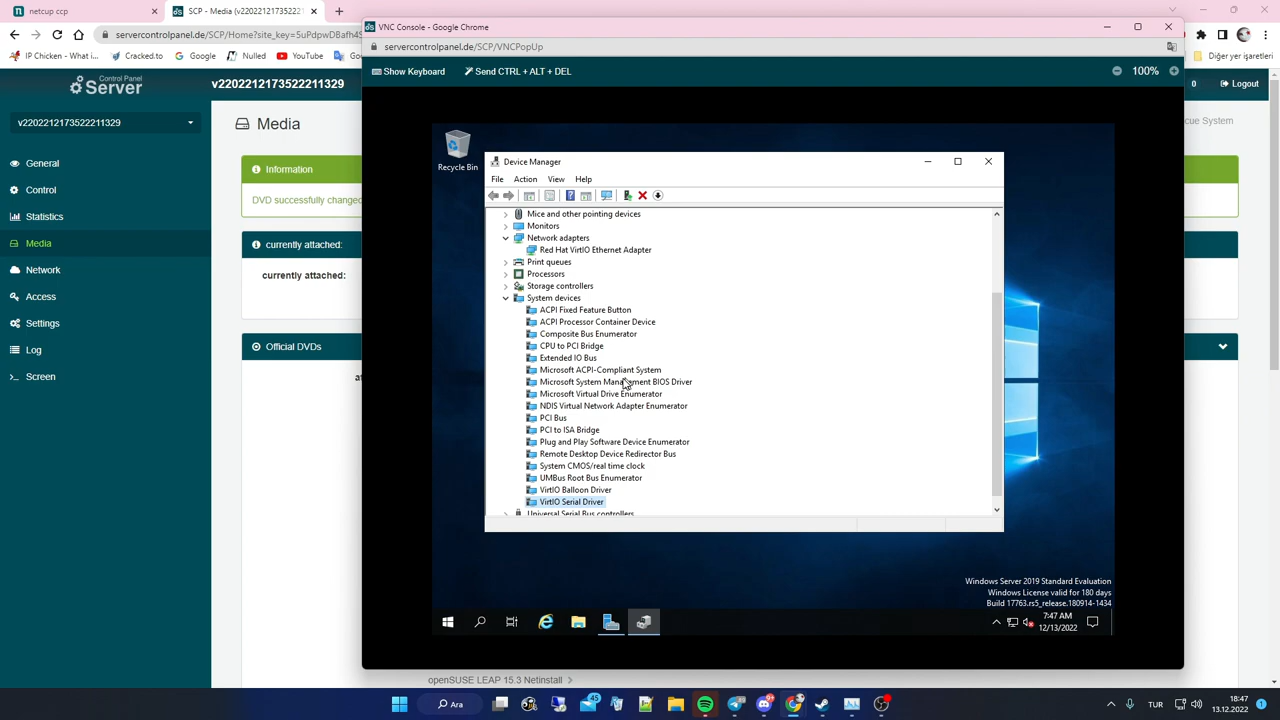 netcup ccp
SCP - Media (v22022121735221
servercontrolpanel.de/SCP/Home?site_key=5uPdpwDBafh4S
IP Chicken - What i...
Cracked.to
Google
Nulled
YouTube
Goo
Diğer yer işaretleri
VNC Console - Google Chrome
servercontrolpanel.de/SCP/VNCPopUp
Show Keyboard
Send CTRL + ALT + DEL
100%
Control Panel
Server
v2202212173522211329
0
Logout
v2202212173522211329
General
Control
Statistics
Media
Network
Access
Settings
Log
Screen
Media
cue System
Information
DVD successfully changed
currently attached:
currently attached:
Official DVDs
openSUSE LEAP 15.3 Netinstall
Recycle Bin
Device Manager
File
Action
View
Help
Mice and other pointing devices
Monitors
Network adapters
Red Hat VirtIO Ethernet Adapter
Print queues
Processors
Storage controllers
System devices
ACPI Fixed Feature Button
ACPI Processor Container Device
Composite Bus Enumerator
CPU to PCI Bridge
Extended IO Bus
Microsoft ACPI-Compliant System
Microsoft System Management BIOS Driver
Microsoft Virtual Drive Enumerator
NDIS Virtual Network Adapter Enumerator
PCI Bus
PCI to ISA Bridge
Plug and Play Software Device Enumerator
Remote Desktop Device Redirector Bus
System CMOS/real time clock
UMBus Root Bus Enumerator
VirtIO Balloon Driver
VirtIO Serial Driver
Universal Serial Bus controllers
Windows Server 2019 Standard Evaluation
Windows License valid for 180 days
Build 17763.rs5_release.180914-1434
7:47 AM
12/13/2022
Ara
45
TUR
18:47
13.12.2022